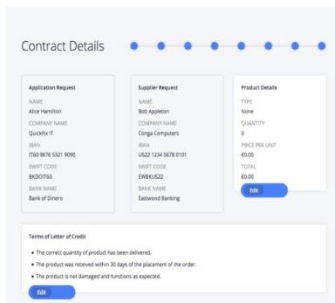 Contract Details
Application Request
NAME
Alice Hamilton
COMPANY NAME
QuickFix IT
IBAN
IT60 9876 5321 9090
SWIFT CODE
BKDOIT60
BANK NAME
Bank of Dinero
Supplier Request
NAME
Bob Appleton
COMPANY NAME
Conga Computers
IBAN
US22 1234 5678 0101
SWIFT CODE
EWBKUS22
BANK NAME
Eastwood Banking
Product Details
TYPE
None
QUANTITY
0
PRICE PER UNIT
€0.00
TOTAL
€0.00
Edit
Terms of Letter of Credit
• The correct quantity of product has been delivered.
• The product was received within 30 days of the placement of the order.
• The product is not damaged and functions as expected.
Edit